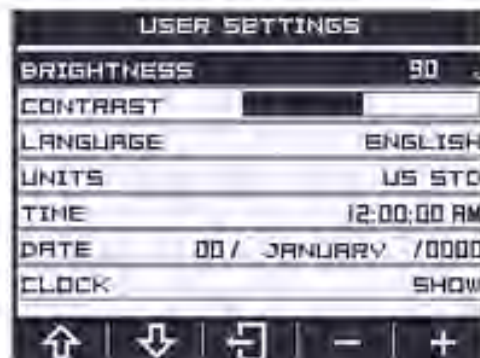 USER SETTINGS
BRIGHTNESS 90
CONTRAST
LANGUAGE ENGLISH
UNITS US STD
TIME 12:00:00 AM
DATE 00/ JANUARY /0000
CLOCK SHOW
- +